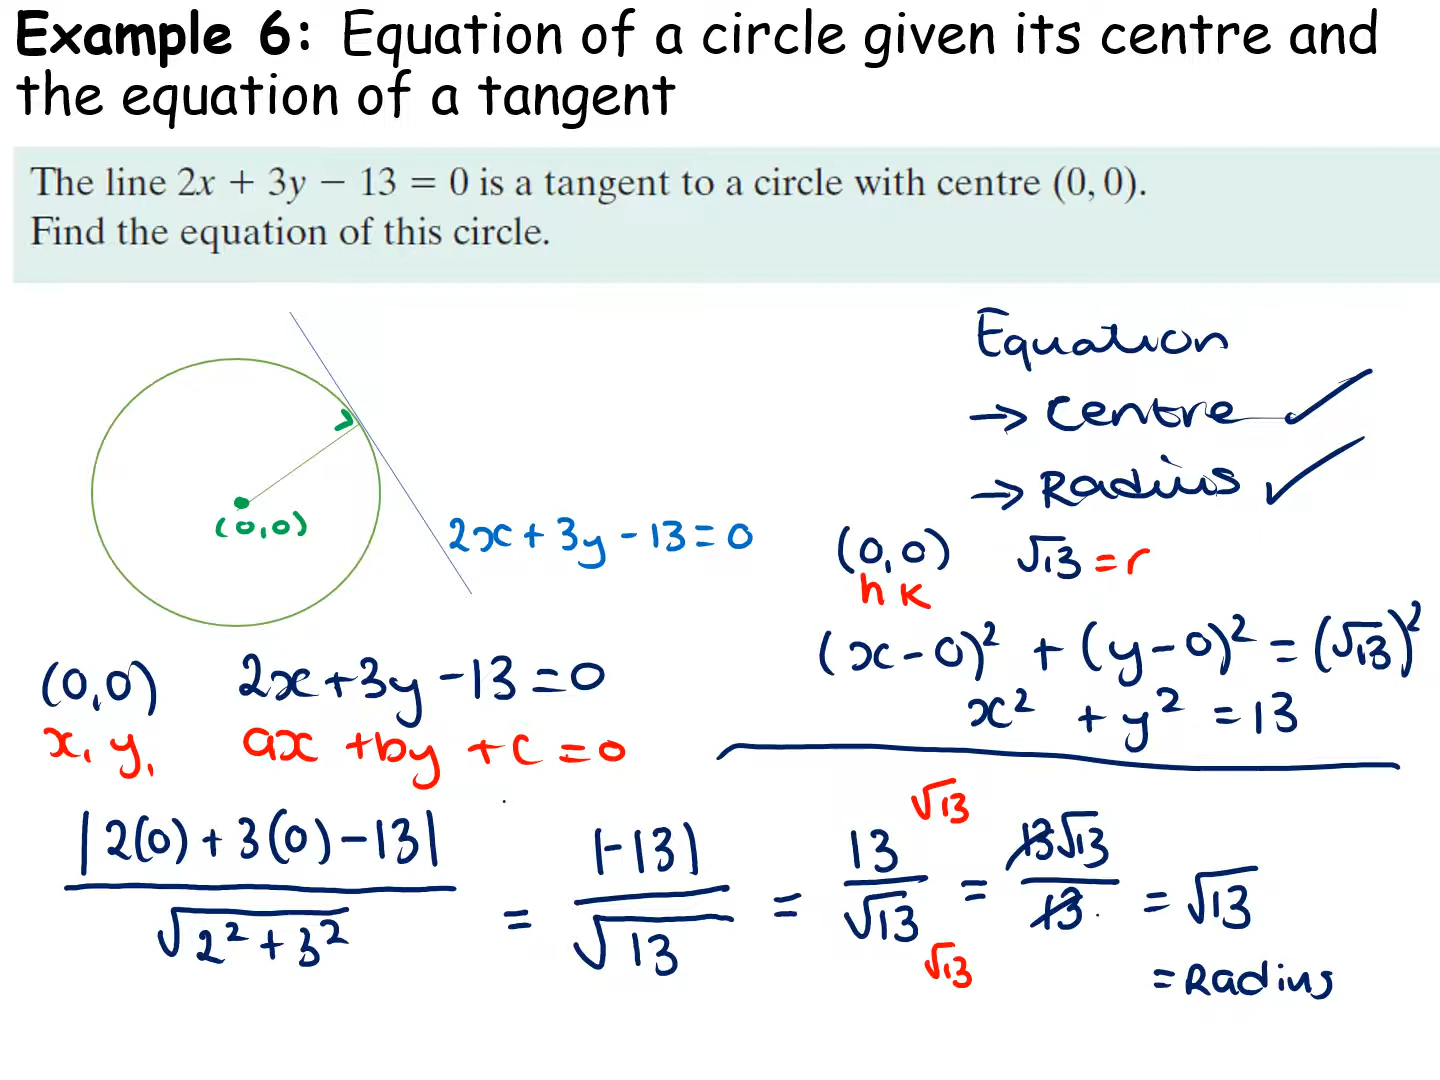 Example 6: Equation of a circle given its centre and
the equation of a tangent
The line 2x + 3y − 13 = 0 is a tangent to a circle with centre (0, 0).
Find the equation of this circle.
Equation
→ Centre ✓
→ Radius ✓
(0,0)
2x + 3y - 13 = 0
(0,0) √13 = r
h k
(x - 0)² + (y - 0)² = (√13)²
x² + y² = 13
(0,0) 2x + 3y - 13 = 0
x₁ y₁ ax + by + c = 0
|2(0) + 3(0) - 13| / √2² + 3² = |-13| / √13 = 13 √13 / √13 √13 = 13√13 / 13 = √13
= Radius